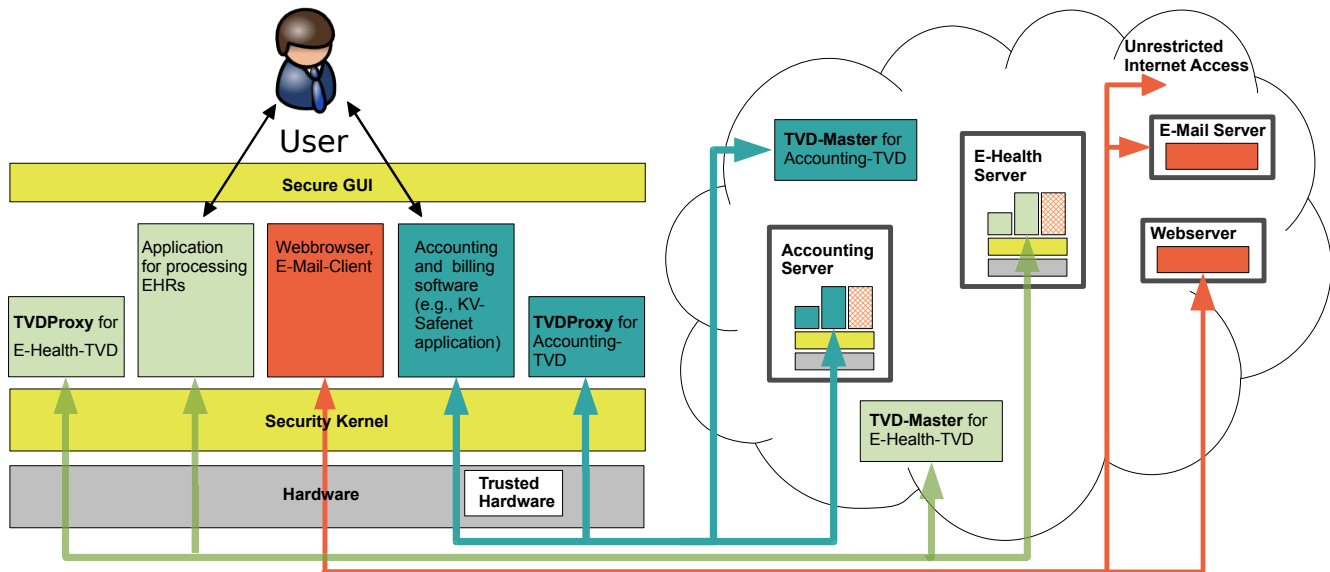 User
Secure GUI
Application
for processing
EHRs
Webbrowser,
E-Mail-Client
Accounting
and billing
software
(e.g., KV-
Safenet
application)
TVDProxy for
E-Health-TVD
TVDProxy for
Accounting-
TVD
Security Kernel
Hardware
Trusted
Hardware
Unrestricted
Internet Access
TVD-Master for
Accounting-TVD
E-Health
Server
E-Mail Server
Webserver
Accounting
Server
TVD-Master for
E-Health-TVD